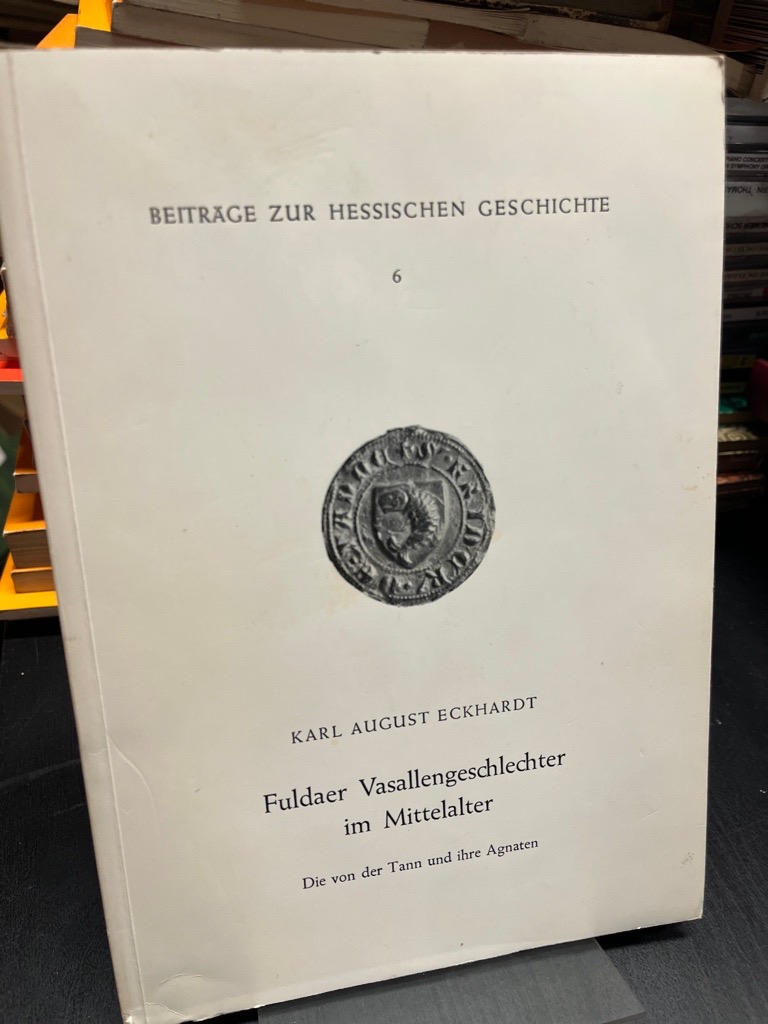 BEITRÄGE ZUR HESSISCHEN GESCHICHTE
6
KARL AUGUST ECKHARDT
Fuldaer Vasallengeschlechter
im Mittelalter
Die von der Tann und ihre Agnaten